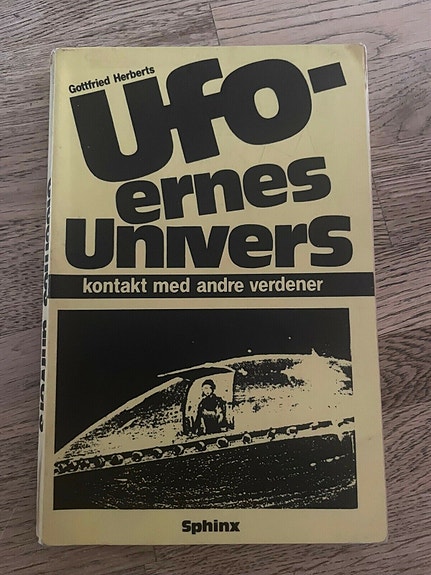 Gottfried Herberts
Ufo-
ernes
Univers
kontakt med andre verdener
Sphinx